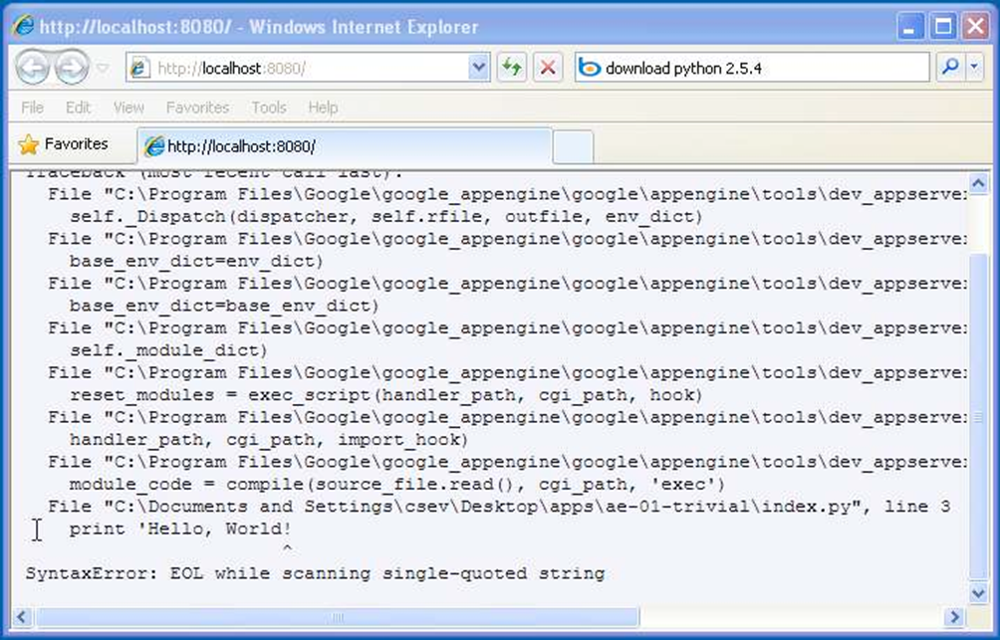 http://localhost:8080/ - Windows Internet Explorer
http://localhost:8080/
download python 2.5.4
File Edit View Favorites Tools Help
Favorites
http://localhost:8080/
Traceback (most recent call last):
File "C:\Program Files\Google\google_appengine\google\appengine\tools\dev_appserver
self._Dispatch(dispatcher, self.rfile, outfile, env_dict)
File "C:\Program Files\Google\google_appengine\google\appengine\tools\dev_appserver
base_env_dict=env_dict)
File "C:\Program Files\Google\google_appengine\google\appengine\tools\dev_appserver
base_env_dict=base_env_dict)
File "C:\Program Files\Google\google_appengine\google\appengine\tools\dev_appserver
self._module_dict)
File "C:\Program Files\Google\google_appengine\google\appengine\tools\dev_appserver
reset_modules = exec_script(handler_path, cgi_path, hook)
File "C:\Program Files\Google\google_appengine\google\appengine\tools\dev_appserver
handler_path, cgi_path, import_hook)
File "C:\Program Files\Google\google_appengine\google\appengine\tools\dev_appserver
module_code = compile(source_file.read(), cgi_path, 'exec')
File "C:\Documents and Settings\csev\Desktop\apps\ae-01-trivial\index.py", line 3
print 'Hello, World!
^
SyntaxError: EOL while scanning single-quoted string